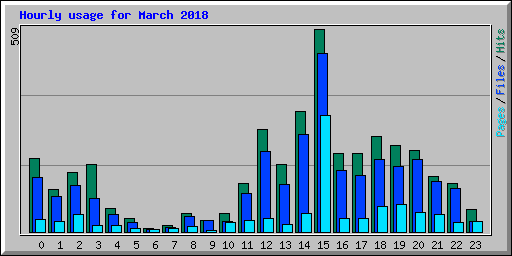 Hourly usage for March 2018
509
Pages / Files / Hits
0 1 2 3 4 5 6 7 8 9 10 11 12 13 14 15 16 17 18 19 20 21 22 23